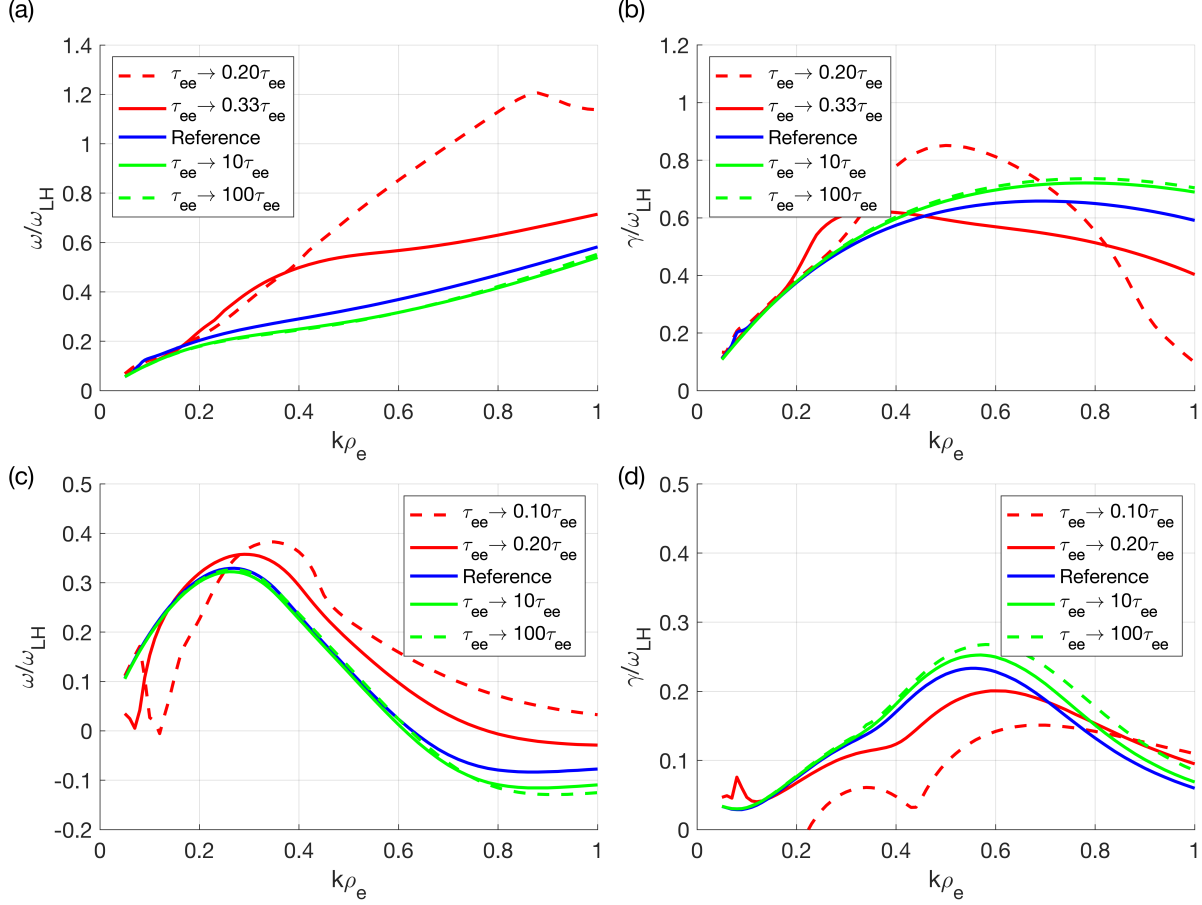 (a)
1.4
1.2
1
0.8
0.6
0.4
0.2
0
ω/ω_LH
τ_ee → 0.20τ_ee
τ_ee → 0.33τ_ee
Reference
τ_ee → 10τ_ee
τ_ee → 100τ_ee
0 0.2 0.4 0.6 0.8 1
kρ_e
(b)
1.2
1
0.8
0.6
0.4
0.2
0
γ/ω_LH
τ_ee → 0.20τ_ee
τ_ee → 0.33τ_ee
Reference
τ_ee → 10τ_ee
τ_ee → 100τ_ee
0 0.2 0.4 0.6 0.8 1
kρ_e
(c)
0.5
0.4
0.3
0.2
0.1
0
-0.1
-0.2
ω/ω_LH
τ_ee → 0.10τ_ee
τ_ee → 0.20τ_ee
Reference
τ_ee → 10τ_ee
τ_ee → 100τ_ee
0 0.2 0.4 0.6 0.8 1
kρ_e
(d)
0.5
0.4
0.3
0.2
0.1
0
γ/ω_LH
τ_ee → 0.10τ_ee
τ_ee → 0.20τ_ee
Reference
τ_ee → 10τ_ee
τ_ee → 100τ_ee
0 0.2 0.4 0.6 0.8 1
kρ_e